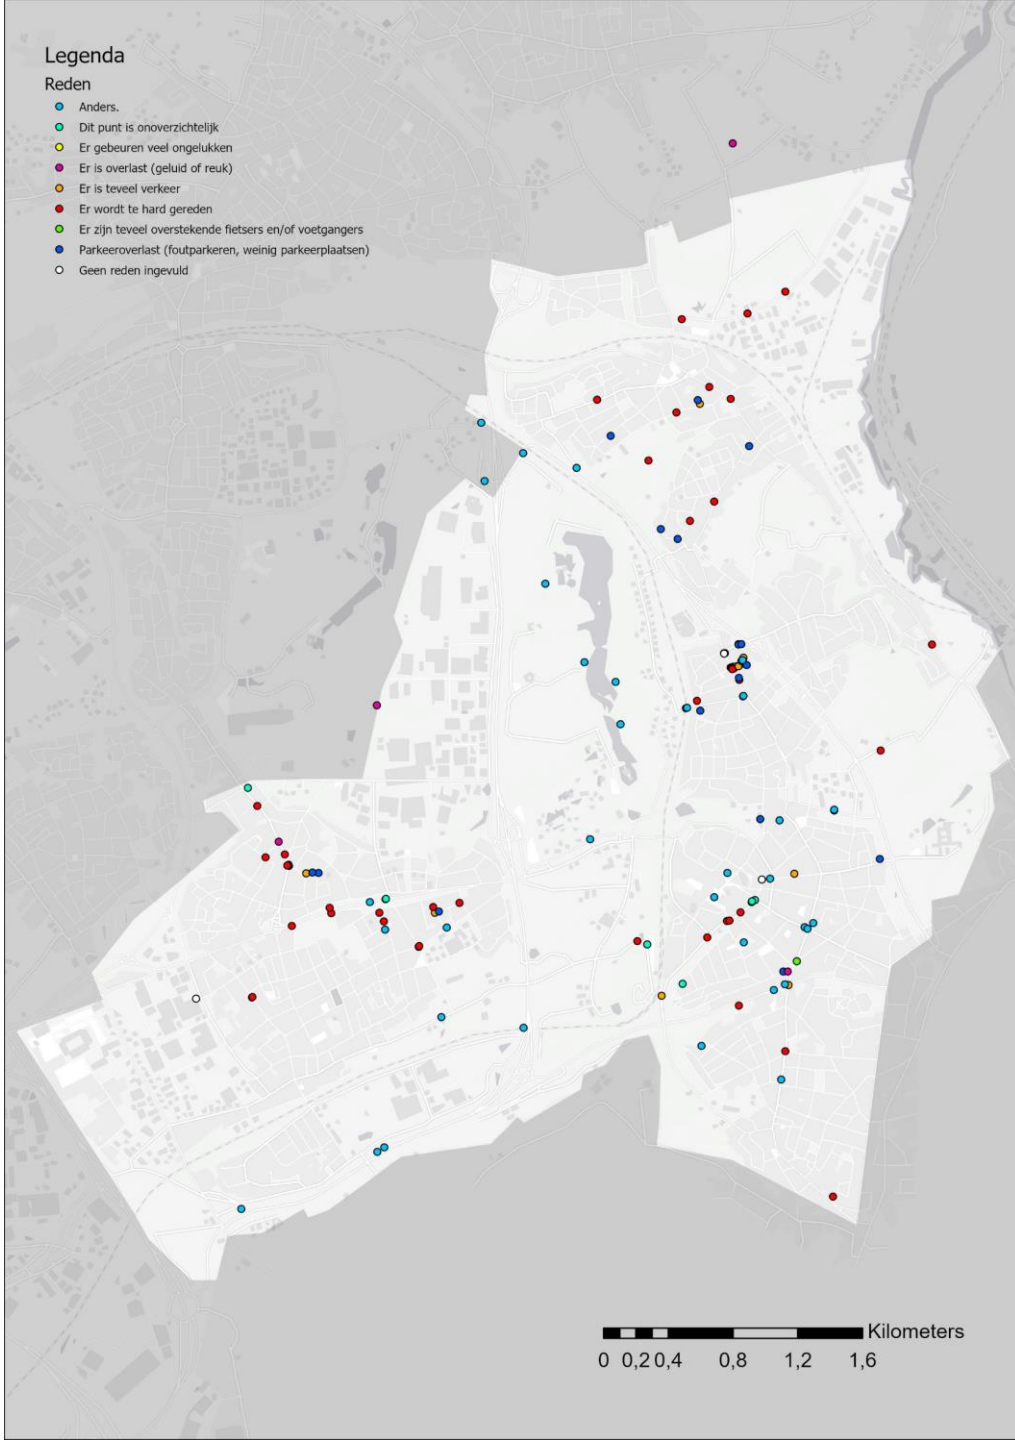 Legenda
Reden
Anders.
Dit punt is onoverzichtelijk
Er gebeuren veel ongelukken
Er is overlast (geluid of reuk)
Er is teveel verkeer
Er wordt te hard gereden
Er zijn teveel overstekende fietsers en/of voetgangers
Parkeeroverlast (foutparkeren, weinig parkeerplaatsen)
Geen reden ingevuld
Kilometers
0 0,2 0,4 0,8 1,2 1,6